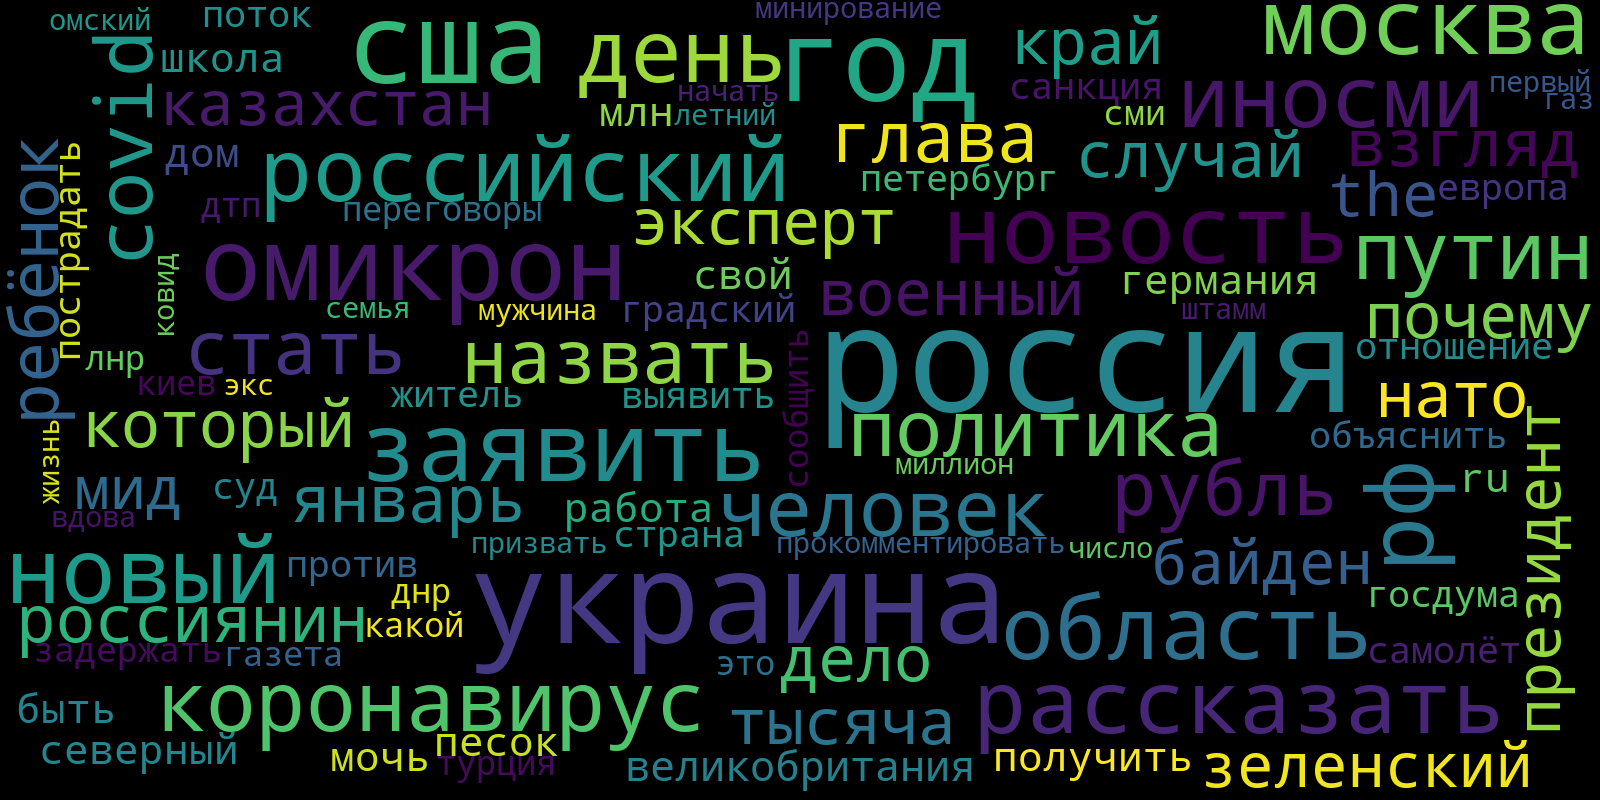 омский
поток
минирование
москва
школа
сша
день
год
край
covid
казахстан
начать
млн
летний
санкция
сми
иносми
первый
газ
ребёнок
пострадать
дом
российский
глава
случай
взгляд
петербург
the
европа
дтп
переговоры
эксперт
новость
путин
ковид
омикрон
свой
военный
германия
семья
мужчина
градский
штамм
почему
лнр
стать
назвать
россия
отношение
киев
экс
житель
выявить
сообщить
нато
который
заявить
политика
объяснить
президент
жизнь
мид
суд
январь
миллион
рубль
рф
ru
вдова
работа
человек
призвать
страна
прокомментировать
число
байден
новый
против
днр
украина
госдума
россиянин
какой
область
задержать
газета
это
дело
самолёт
быть
коронавирус
тысяча
рассказать
северный
мочь
песок
турция
великобритания
получить
зеленский